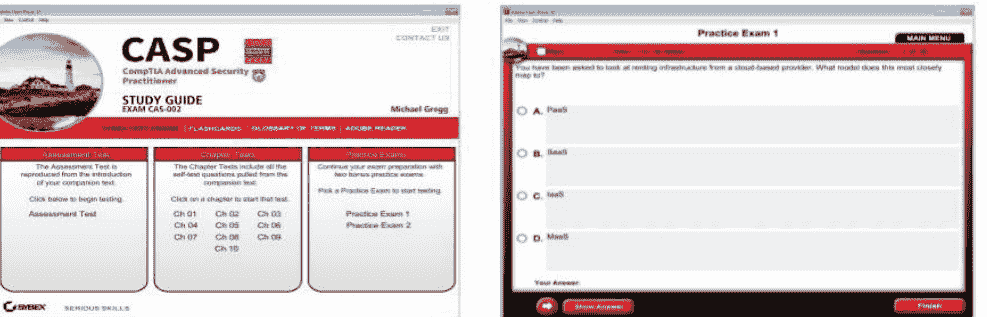 View Control Help
EXIT
CONTACT US
CASP
CompTIA Advanced Security
Practitioner
STUDY GUIDE
EXAM CAS-002
Michael Gregg
FLASHCARDS | GLOSSARY OF TERMS | ADOBE READER
Assessment Test
The Assessment Test is
reproduced from the introduction
of your companion text.
Click below to begin testing.
Assessment Test
Chapter Tests
The Chapter Tests include all the
self-test questions pulled from the
companion text.
Click on a chapter to start that test.
Ch 01 Ch 02 Ch 03
Ch 04 Ch 05 Ch 06
Ch 07 Ch 08 Ch 09
Ch 10
Practice Exams
Continue your exam preparation with
two bonus practice exams.
Pick a Practice Exam to start testing.
Practice Exam 1
Practice Exam 2
SYBEX SERIOUS SKILLS
File View Control Help
Practice Exam 1
MAIN MENU
You have been asked to look at renting infrastructure from a cloud-based provider. What model does this most closely
map to?
A. PaaS
B. SaaS
C. IaaS
D. MaaS
Your Answer:
Show Answer
Finish